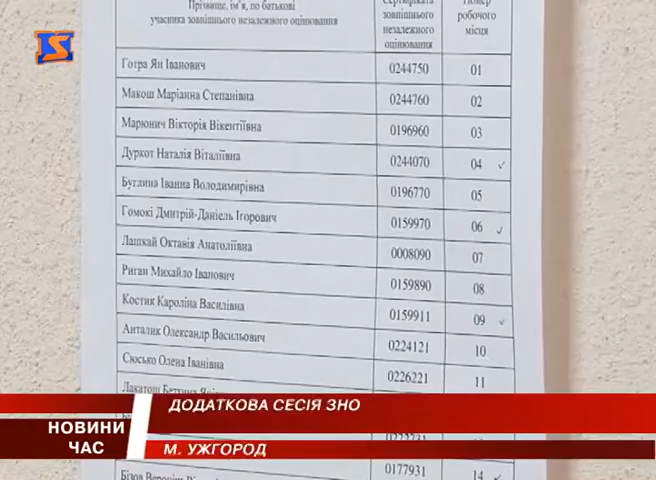 Прізвище, ім'я, по батькові
учасника зовнішнього незалежного оцінювання
Сертифіката
зовнішнього
незалежного
оцінювання
Номер
робочого
місця
Готра Ян Іванович 0244750 01
Макош Маріанна Степанівна 0244760 02
Марюнич Вікторія Вікентіївна 0196960 03
Дуркот Наталія Віталіївна 0244070 04
Бутлина Іванна Володимирівна 0196770 05
Гомокі Дмитрій-Даніель Ігорович 0159970 06
Лашкай Октавія Анатоліївна 0008090 07
Риган Михайло Іванович 0159890 08
Костик Кароліна Василівна 0159911 09
Анталик Олександр Васильович 0224121 10
Сюсько Олена Іванівна 0226221 11
Лакатош
ДОДАТКОВА СЕСІЯ ЗНО
НОВИНИ
ЧАС
М. УЖГОРОД
0177931 14